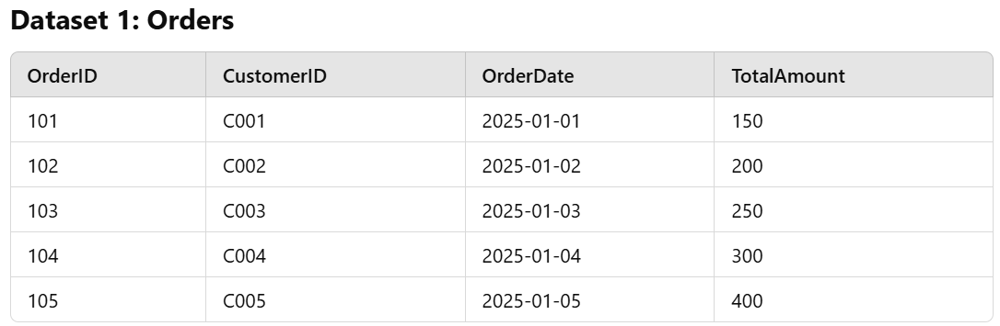 Dataset 1: Orders
OrderID CustomerID OrderDate TotalAmount
101 C001 2025-01-01 150
102 C002 2025-01-02 200
103 C003 2025-01-03 250
104 C004 2025-01-04 300
105 C005 2025-01-05 400